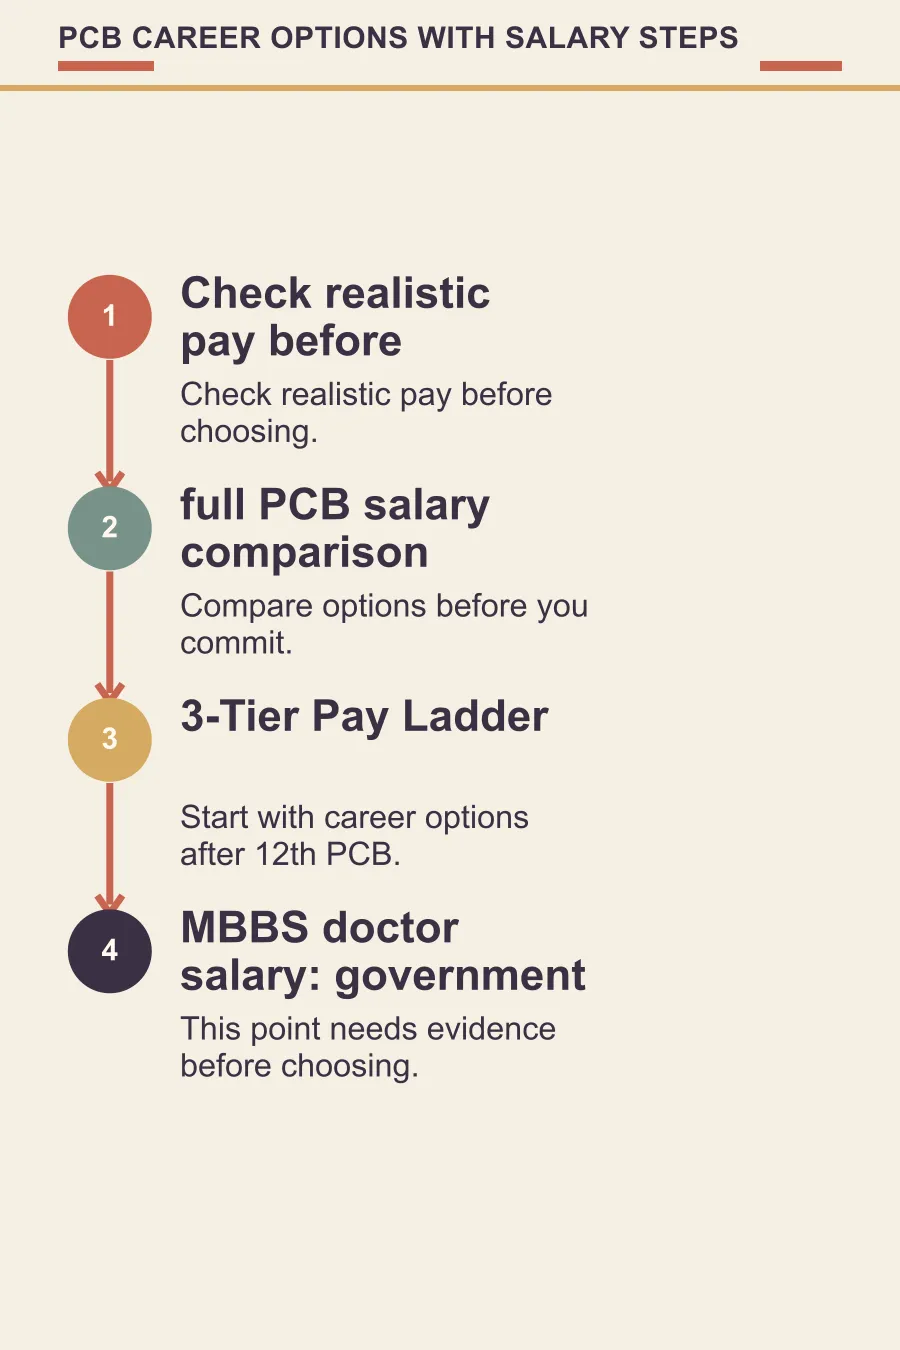 PCB CAREER OPTIONS WITH SALARY STEPS
1
Check realistic
pay before
Check realistic pay before
choosing.
2
full PCB salary
comparison
Compare options before you
commit.
3
3-Tier Pay Ladder
Start with career options
after 12th PCB.
4
MBBS doctor
salary: government
This point needs evidence
before choosing.